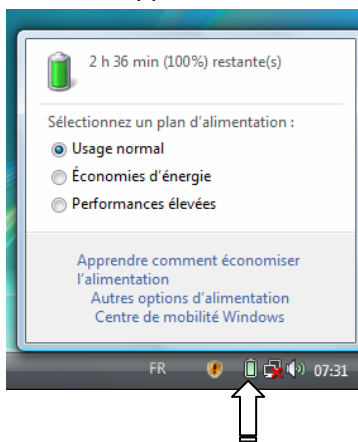 2 h 36 min (100%) restante(s)
Sélectionnez un plan d'alimentation :
Usage normal
Économies d'énergie
Performances élevées
Apprendre comment économiser
l'alimentation
Autres options d'alimentation
Centre de mobilité Windows
FR
07:31